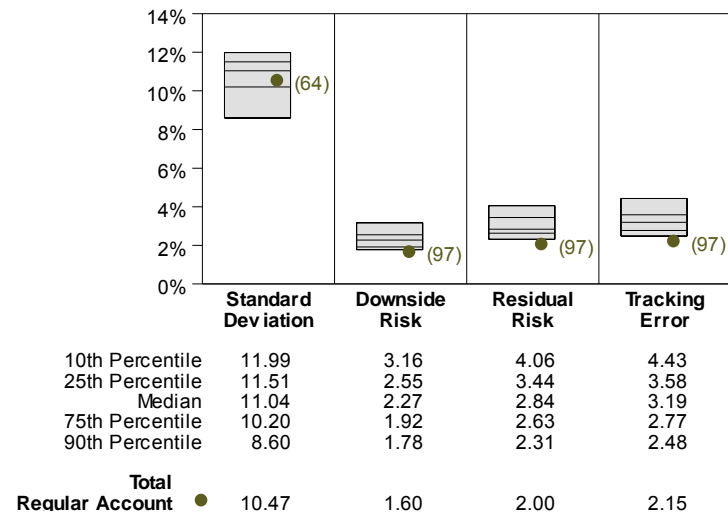 14%
12%
10%
8%
6%
4%
2%
0%
(64)
(97)
(97)
(97)
Standard Deviation
Downside Risk
Residual Risk
Tracking Error
10th Percentile 11.99 3.16 4.06 4.43
25th Percentile 11.51 2.55 3.44 3.58
Median 11.04 2.27 2.84 3.19
75th Percentile 10.20 1.92 2.63 2.77
90th Percentile 8.60 1.78 2.31 2.48
Total
Regular Account 10.47 1.60 2.00 2.15